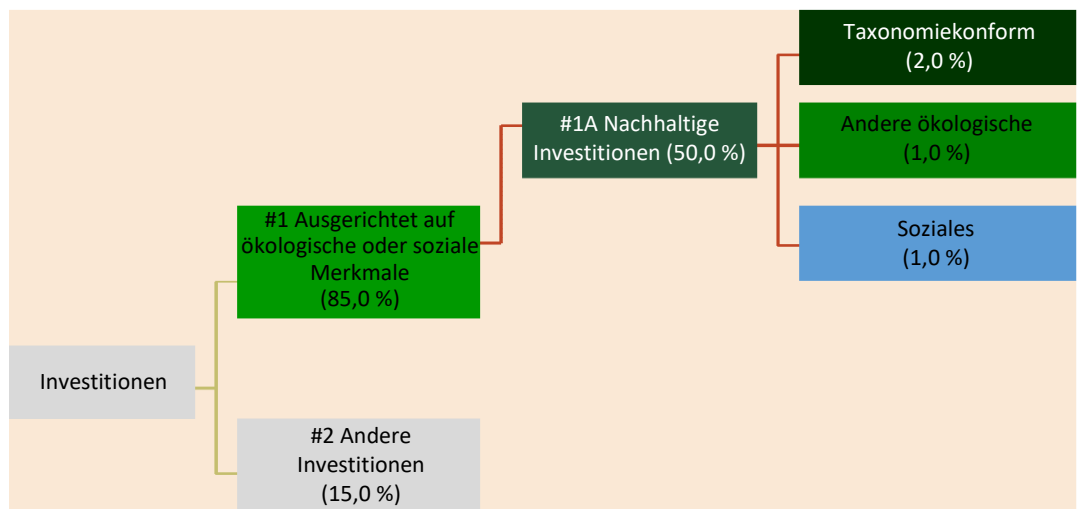 Taxonomiekonform
(2,0 %)
#1A Nachhaltige
Investitionen (50,0 %)
Andere ökologische
(1,0 %)
#1 Ausgerichtet auf
ökologische oder soziale
Merkmale
(85,0 %)
Soziales
(1,0 %)
Investitionen
#2 Andere
Investitionen
(15,0 %)